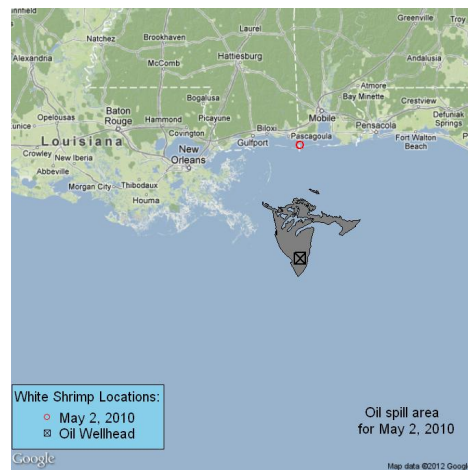 Greenville
Troy
Natchez
Brookhaven
Laurel
Alexandria
McComb
Hattiesburg
Andalusia
Atmore
Bogalusa
Bay Minette
Crestview
Opelousas
Baton
Rouge
Hammond
Picayune
Mobile
Defuniak
Springs
Eunice
Covington
Biloxi
Pascagoula
Pensacola
Louisiana
Gulfport
Fort Walton
Beach
Crowley
New Iberia
New
Orleans
Abbeville
Thibodaux
Morgan City
Houma
White Shrimp Locations:
May 2, 2010
Oil Wellhead
Oil spill area
for May 2, 2010
Google
Map data ©2012 Google